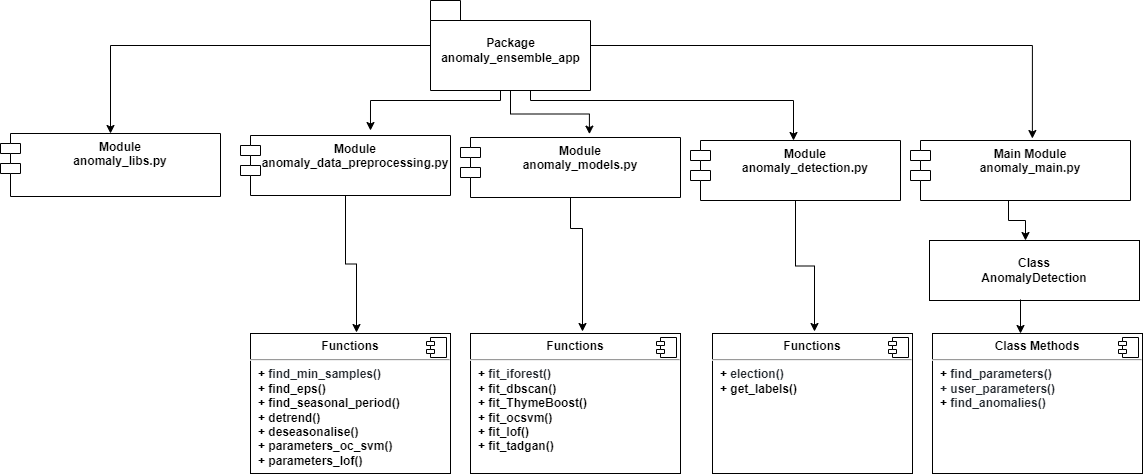 Package
anomaly_ensemble_app
Module
anomaly_libs.py
Module
anomaly_data_preprocessing.py
Module
anomaly_models.py
Module
anomaly_detection.py
Main Module
anomaly_main.py
Class
AnomalyDetection
Functions
+ find_min_samples()
+ find_eps()
+ find_seasonal_period()
+ detrend()
+ deseasonalise()
+ parameters_oc_svm()
+ parameters_lof()
Functions
+ fit_iforest()
+ fit_dbscan()
+ fit_ThymeBoost()
+ fit_ocsvm()
+ fit_lof()
+ fit_tadgan()
Functions
+ election()
+ get_labels()
Class Methods
+ find_parameters()
+ user_parameters()
+ find_anomalies()